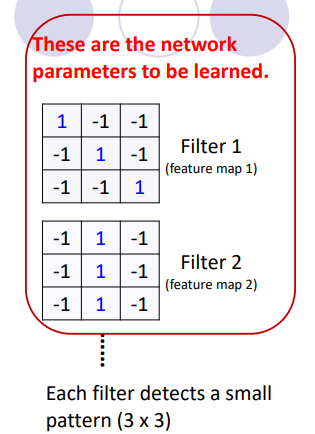 These are the network
parameters to be learned.
1 -1 -1
-1 1 -1
-1 -1 1
Filter 1
(feature map 1)
-1 1 -1
-1 1 -1
-1 1 -1
Filter 2
(feature map 2)
Each filter detects a small
pattern (3 x 3)